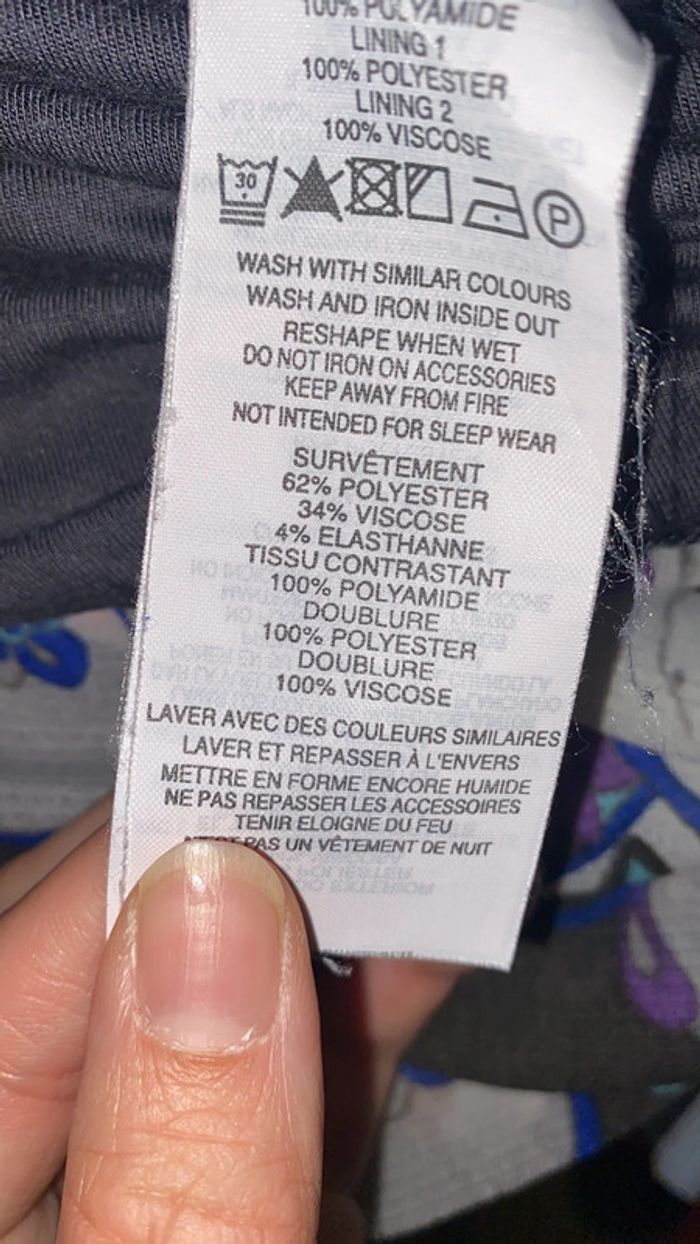 100% POLYAMIDE
LINING 1
100% POLYESTER
LINING 2
100% VISCOSE
30
P
WASH WITH SIMILAR COLOURS
WASH AND IRON INSIDE OUT
RESHAPE WHEN WET
DO NOT IRON ON ACCESSORIES
KEEP AWAY FROM FIRE
NOT INTENDED FOR SLEEP WEAR
SURVÊTEMENT
62% POLYESTER
34% VISCOSE
4% ELASTHANNE
TISSU CONTRASTANT
100% POLYAMIDE
DOUBLURE
100% POLYESTER
DOUBLURE
100% VISCOSE
LAVER AVEC DES COULEURS SIMILAIRES
LAVER ET REPASSER À L'ENVERS
METTRE EN FORME ENCORE HUMIDE
NE PAS REPASSER LES ACCESSOIRES
TENIR ELOIGNE DU FEU
N'EST PAS UN VÊTEMENT DE NUIT